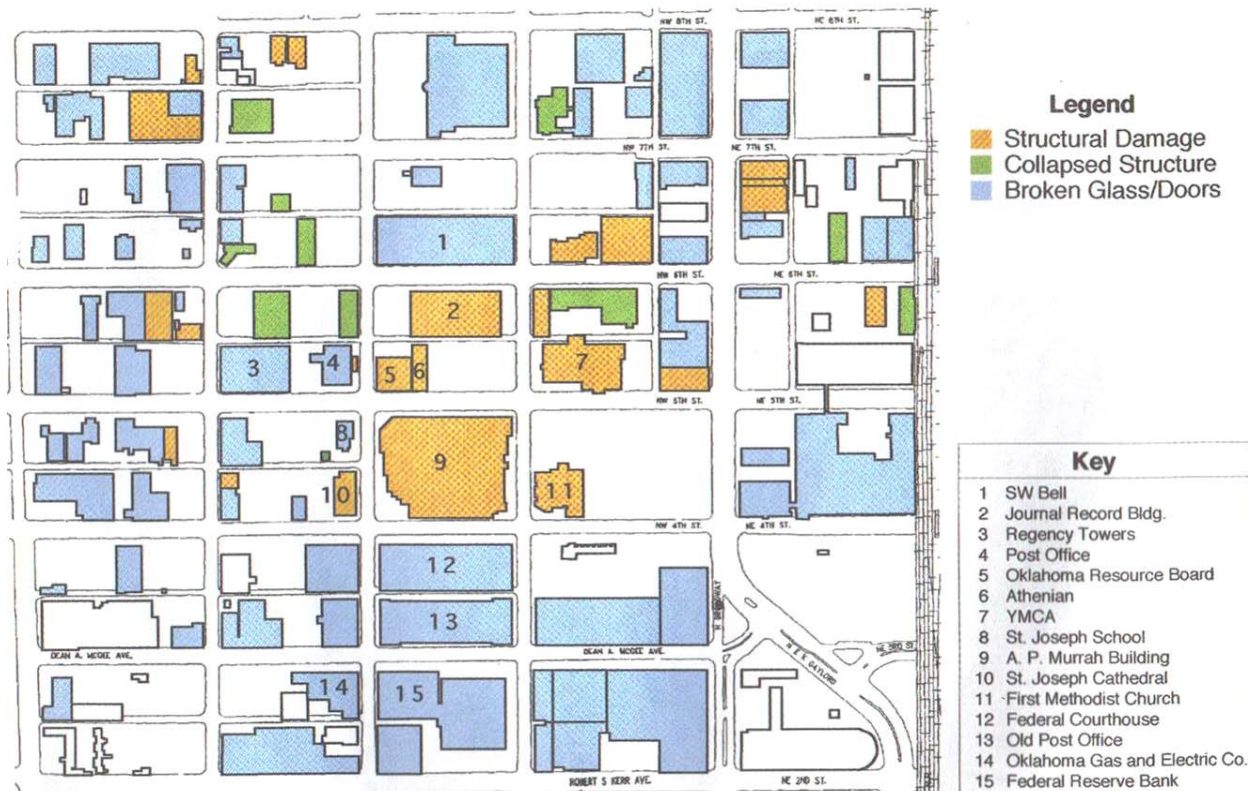 NW 8TH ST.
NE 8TH ST.
NW 7TH ST.
NE 7TH ST.
1
NW 6TH ST.
NE 6TH ST.
2
3
4
5
6
7
NW 5TH ST.
NE 5TH ST.
8
9
10
11
NW 4TH ST.
NE 4TH ST.
12
13
N BROADWAY
DEAN A. MCGEE AVE.
DEAN A. MCGEE AVE.
N E K GAYLORD
NE 3RD ST
14
15
ROBERT S KERR AVE.
NE 2ND ST.
Legend
Structural Damage
Collapsed Structure
Broken Glass/Doors
Key
1 SW Bell
2 Journal Record Bldg.
3 Regency Towers
4 Post Office
5 Oklahoma Resource Board
6 Athenian
7 YMCA
8 St. Joseph School
9 A. P. Murrah Building
10 St. Joseph Cathedral
11 First Methodist Church
12 Federal Courthouse
13 Old Post Office
14 Oklahoma Gas and Electric Co.
15 Federal Reserve Bank